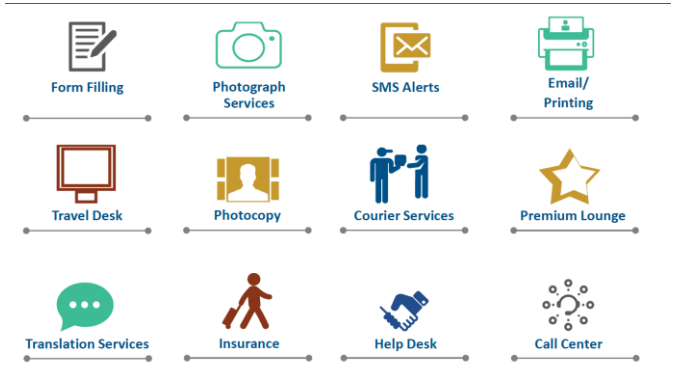 Form Filling
Photograph
Services
SMS Alerts
Email/
Printing
Travel Desk
Photocopy
Courier Services
Premium Lounge
Translation Services
Insurance
Help Desk
Call Center